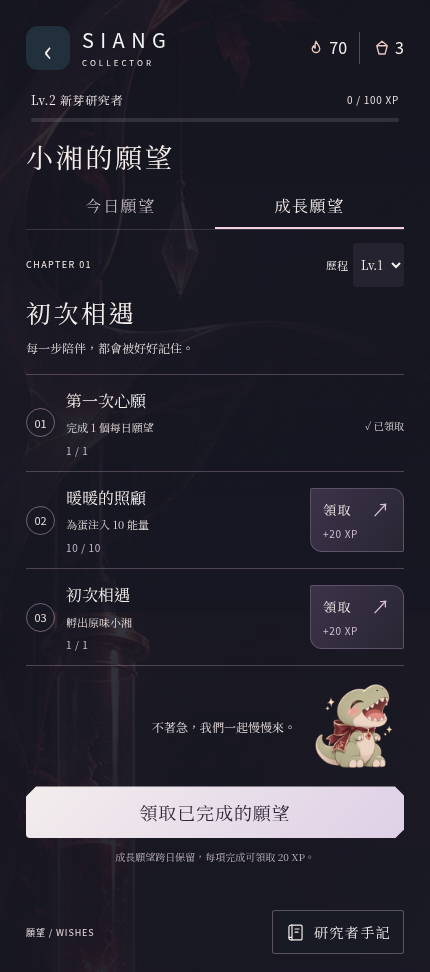 SIANG
COLLECTOR
70
3
Lv.2 新芽研究者
0 / 100 XP
小湘的願望
今日願望
成長願望
CHAPTER 01
歷程
Lv.1
初次相遇
每一步陪伴，都會被好好記住。
01
第一次心願
完成 1 個每日願望
1 / 1
✓ 已領取
02
暖暖的照顧
為蛋注入 10 能量
10 / 10
領取 ↗
+20 XP
03
初次相遇
孵出原味小湘
1 / 1
領取 ↗
+20 XP
不著急，我們一起慢慢來。
領取已完成的願望
成長願望跨日保留，每項完成可領取 20 XP。
願望 / WISHES
研究者手記